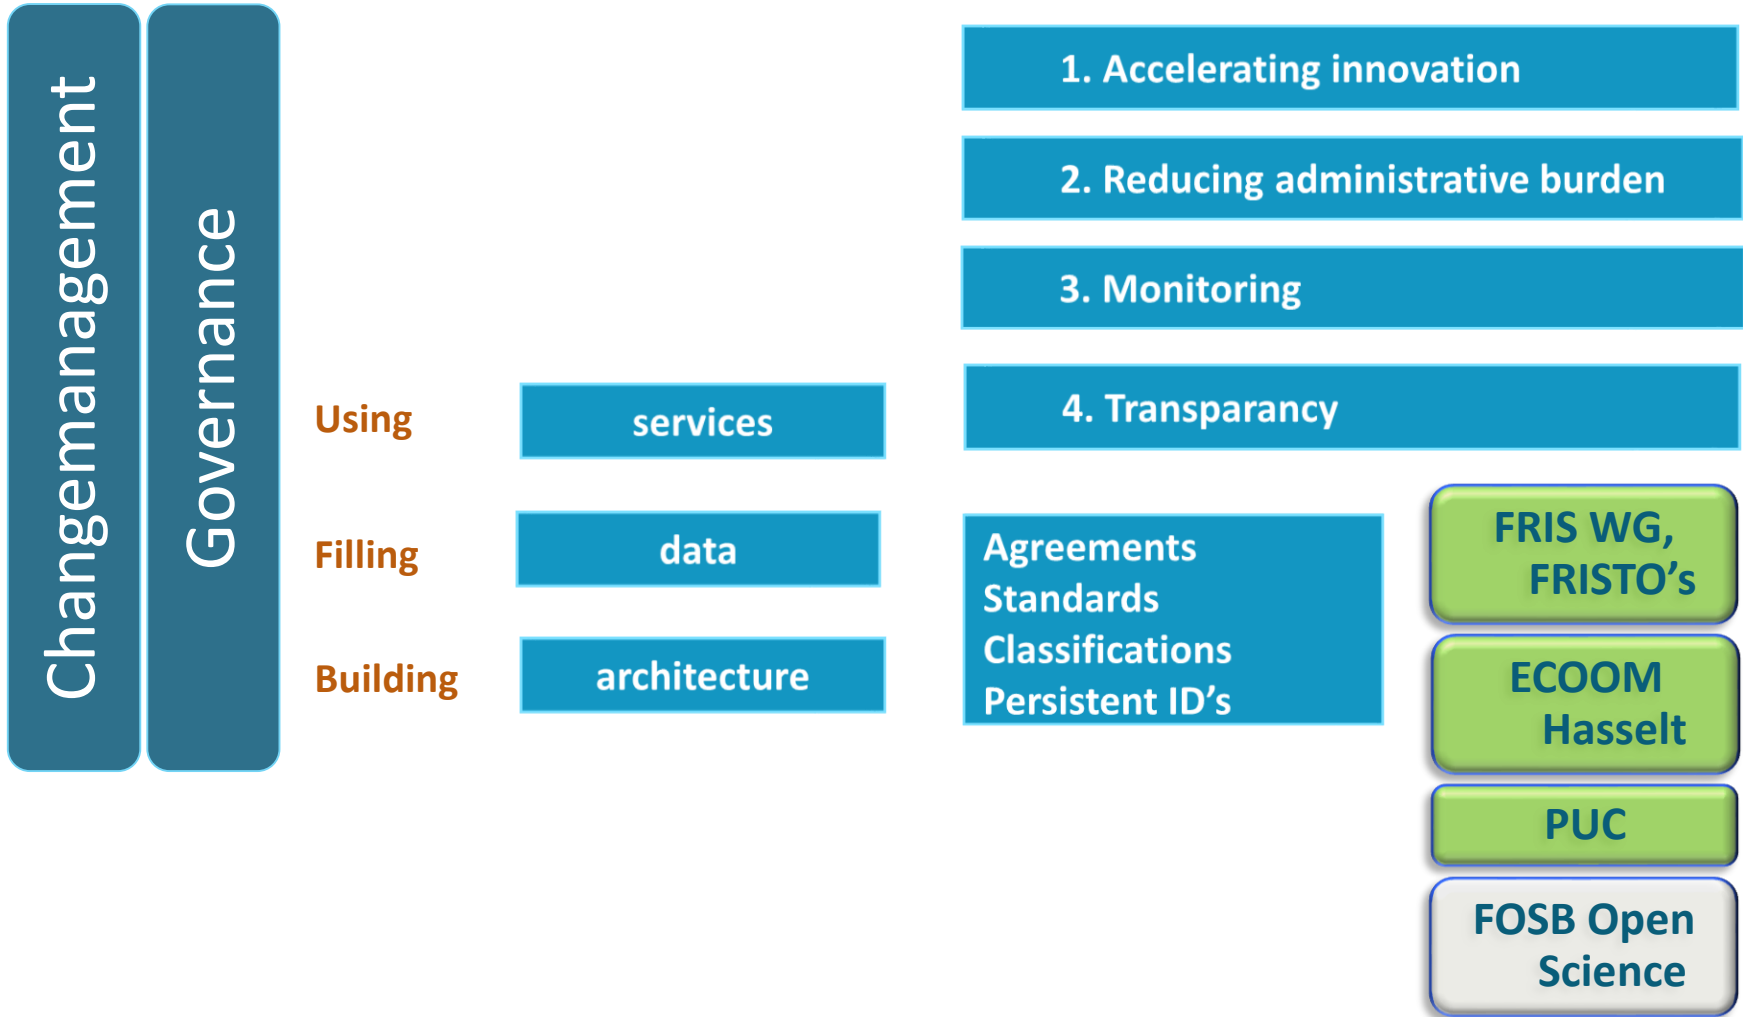 Changemanagement
Governance
1. Accelerating innovation
2. Reducing administrative burden
3. Monitoring
4. Transparancy
Using
services
Filling
data
Building
architecture
Agreements
Standards
Classifications
Persistent ID's
FRIS WG,
FRISTO's
ECOOM
Hasselt
PUC
FOSB Open
Science